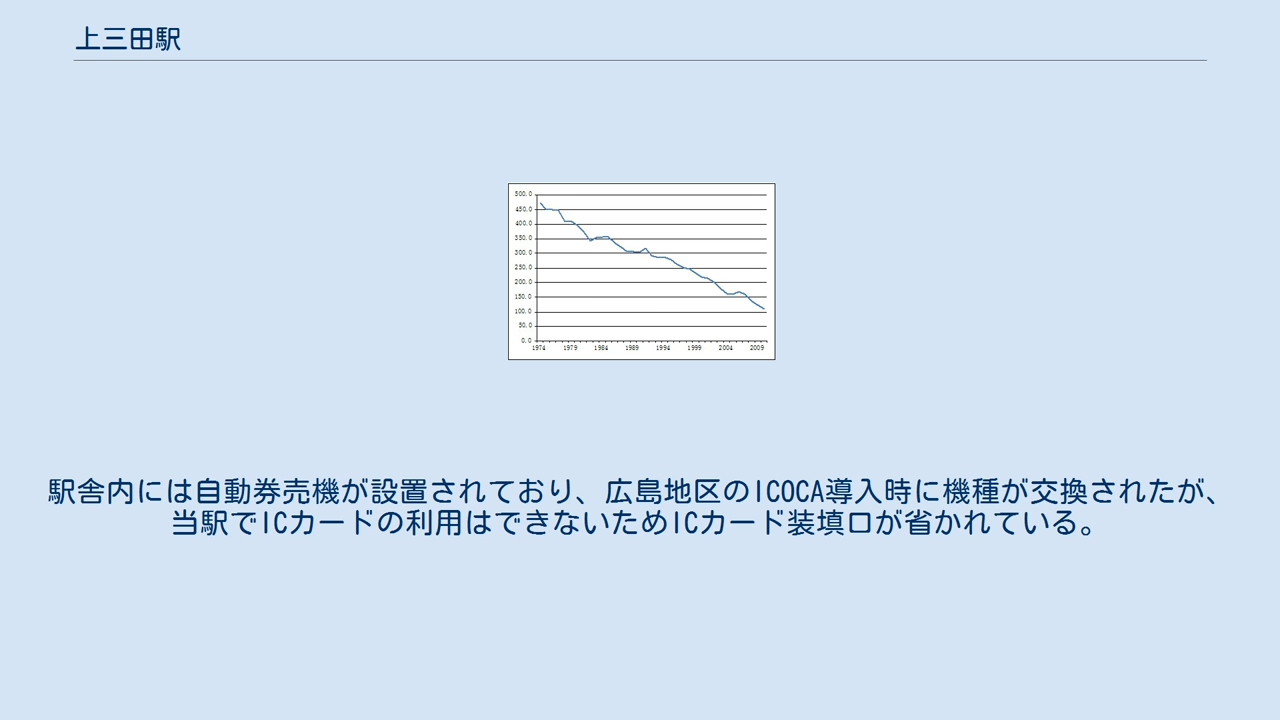 上三田駅
500.0
450.0
400.0
350.0
300.0
250.0
200.0
150.0
100.0
50.0
0.0
1974 1979 1984 1989 1994 1999 2004 2009
駅舎内には自動券売機が設置されており、広島地区のICOCA導入時に機種が交換されたが、
当駅でICカードの利用はできないためICカード装填口が省かれている。